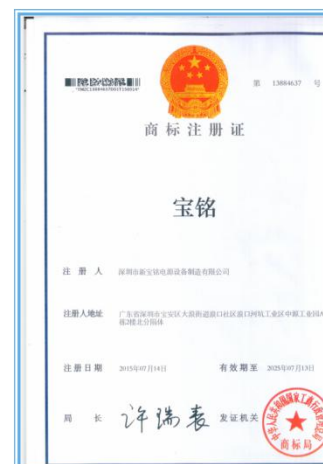 第 13884637 号
商标注册证
宝铭
注册人 深圳市新宝铭电源设备制造有限公司
注册人地址 广东省深圳市宝安区大浪街道浪口社区浪口河坑工业区中源工业园A
栋2楼北分隔体
注册日期 2015年07月14日 有效期至 2025年07月13日
局长 许瑞表 发证机关
商标局